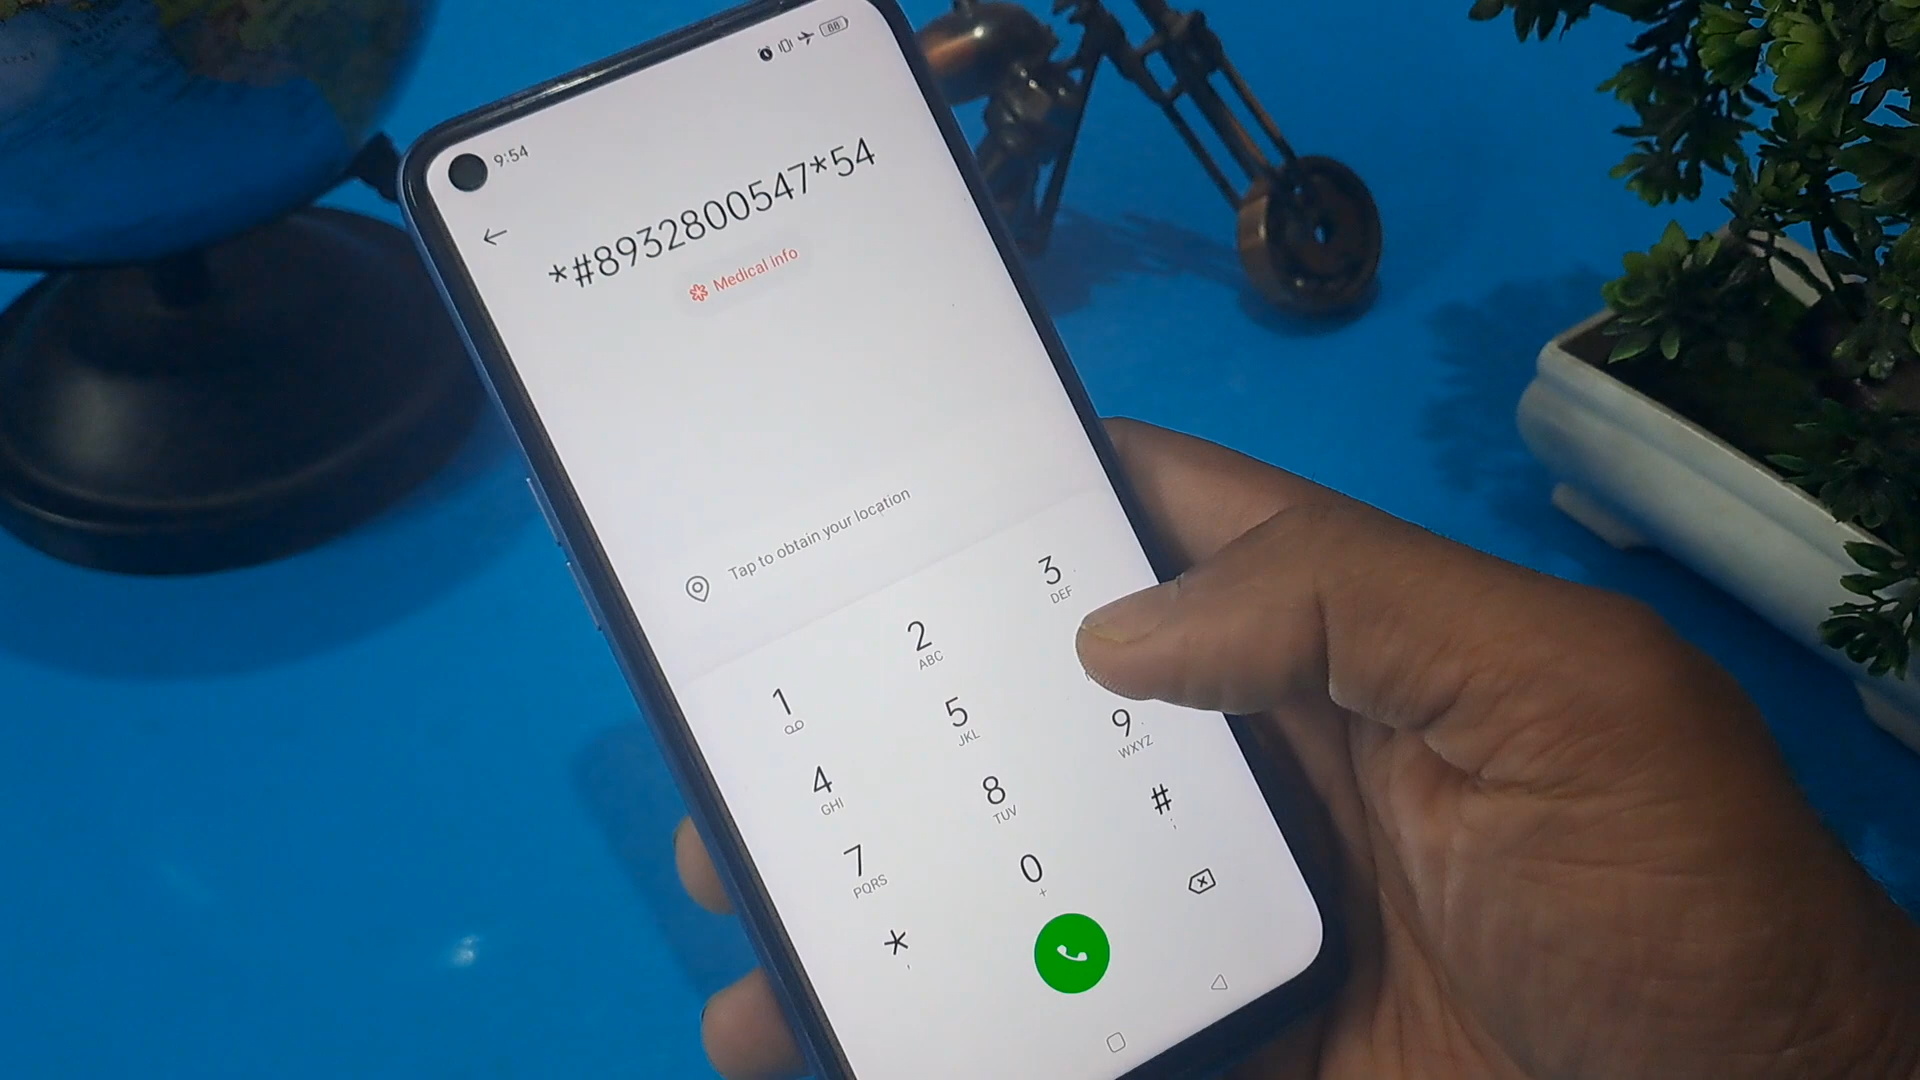 9:54
88
*#8932800547*54
Medical info
Tap to obtain your location
1
2
ABC
3
DEF
4
GHI
5
JKL
7
PQRS
8
TUV
9
WXYZ
*
,
0
+
#
;